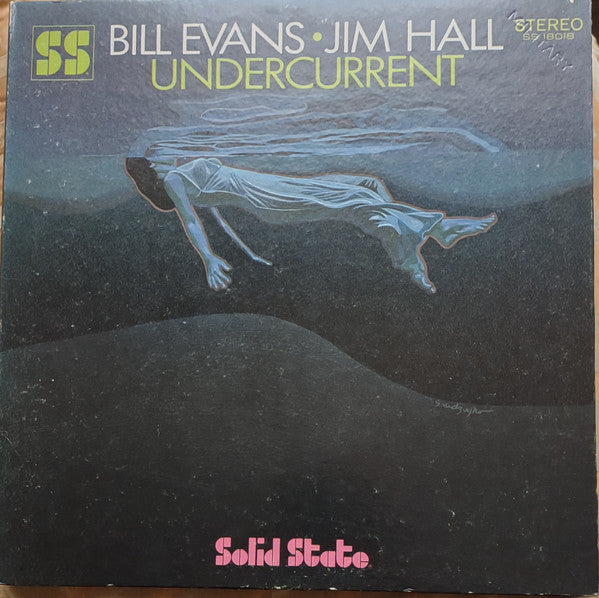 SS
BILL EVANS • JIM HALL
UNDERCURRENT
STEREO
SS 18018
Solid State